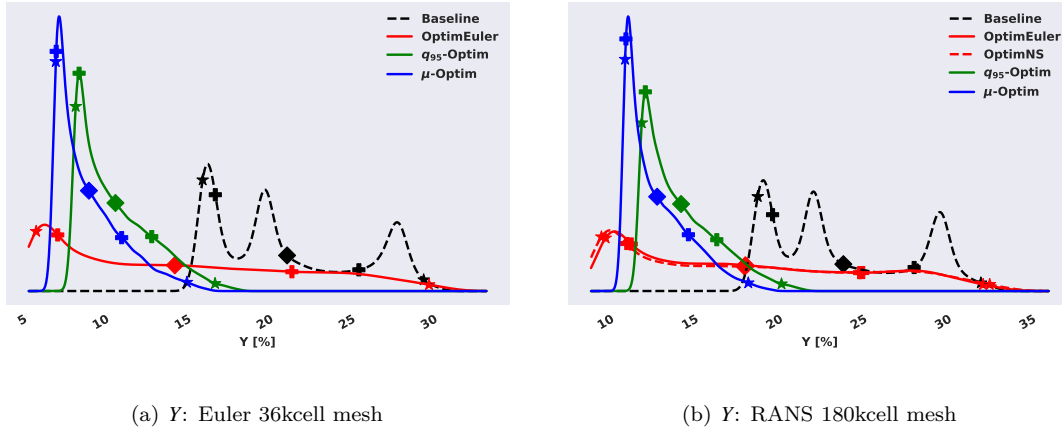 Baseline
OptimEuler
q95-Optim
μ-Optim
5 10 15 20 25 30
Y [%]
(a) Y: Euler 36kcell mesh
Baseline
OptimEuler
OptimNS
q95-Optim
μ-Optim
10 15 20 25 30 35
Y [%]
(b) Y: RANS 180kcell mesh